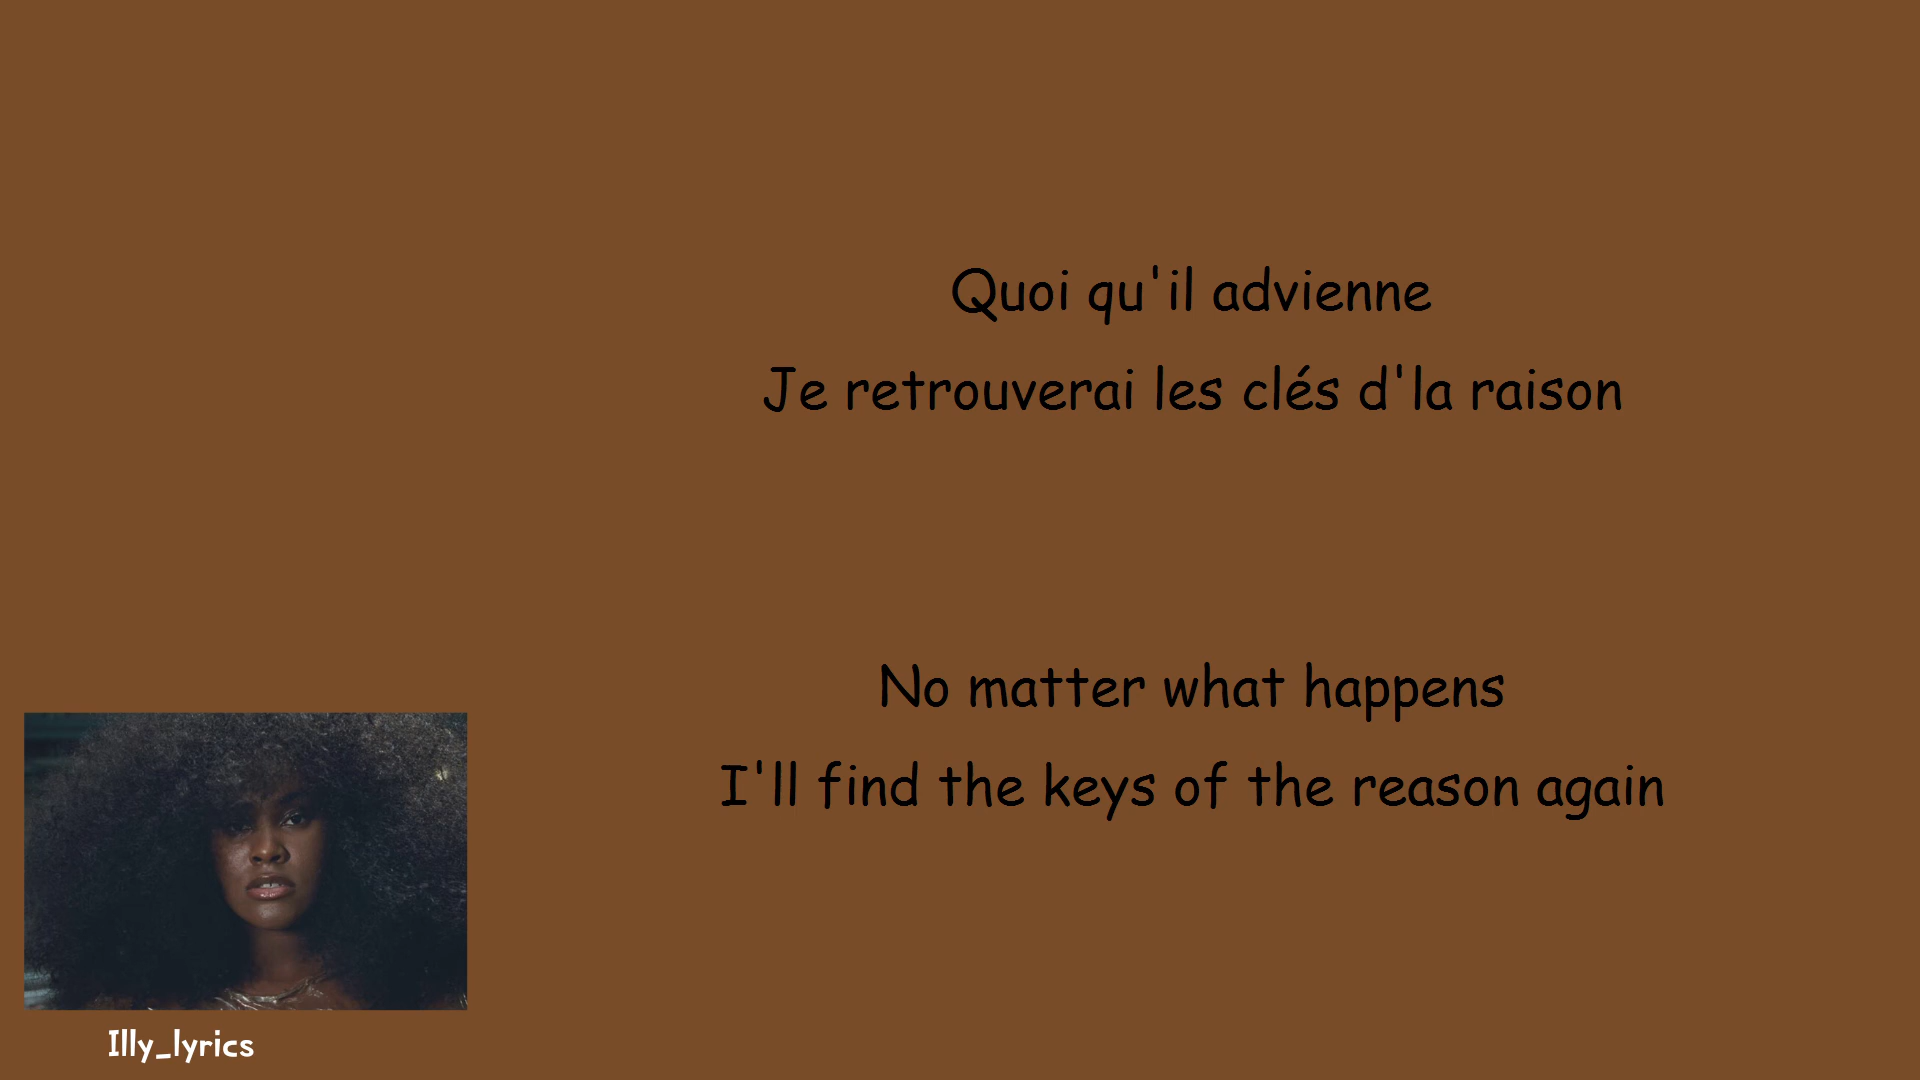 Quoi qu'il advienne
Je retrouverai les clés d'la raison
No matter what happens
I'll find the keys of the reason again
Illy_lyrics